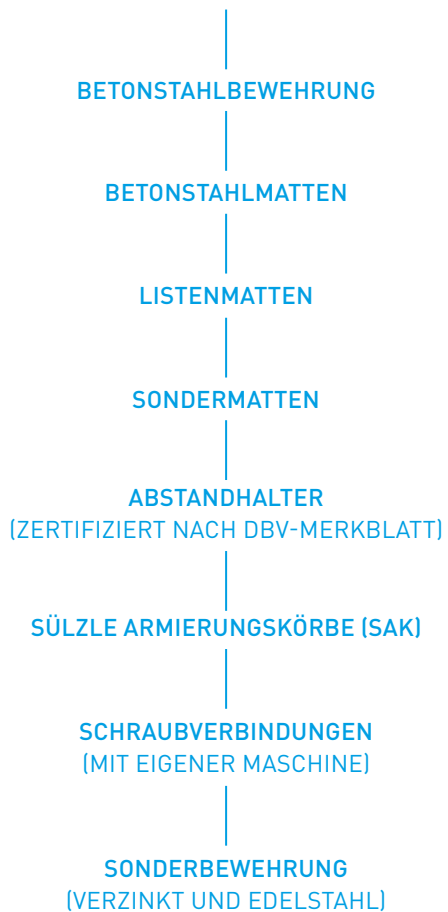 BETONSTAHLBEWEHRUNG
BETONSTAHLMATTEN
LISTENMATTEN
SONDERMATTEN
ABSTANDHALTER
(ZERTIFIZIERT NACH DBV-MERKBLATT)
SÜLZLE ARMIERUNGSKÖRBE (SAK)
SCHRAUBVERBINDUNGEN
(MIT EIGENER MASCHINE)
SONDERBEWEHRUNG
(VERZINKT UND EDELSTAHL)